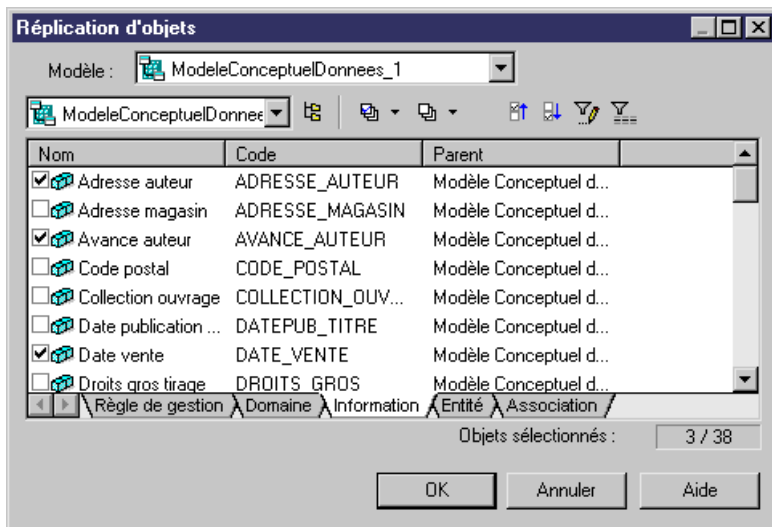 Réplication d'objets
Modèle : ModeleConceptuelDonnees_1
ModeleConceptuelDonnee
Nom Code Parent
Adresse auteur ADRESSE_AUTEUR Modèle Conceptuel d...
Adresse magasin ADRESSE_MAGASIN Modèle Conceptuel d...
Avance auteur AVANCE_AUTEUR Modèle Conceptuel d...
Code postal CODE_POSTAL Modèle Conceptuel d...
Collection ouvrage COLLECTION_OUV... Modèle Conceptuel d...
Date publication ... DATEPUB_TITRE Modèle Conceptuel d...
Date vente DATE_VENTE Modèle Conceptuel d...
Droits gros tirage DROITS_GROS Modèle Conceptuel d...
Règle de gestion Domaine Information Entité Association
Objets sélectionnés : 3 / 38
OK Annuler Aide